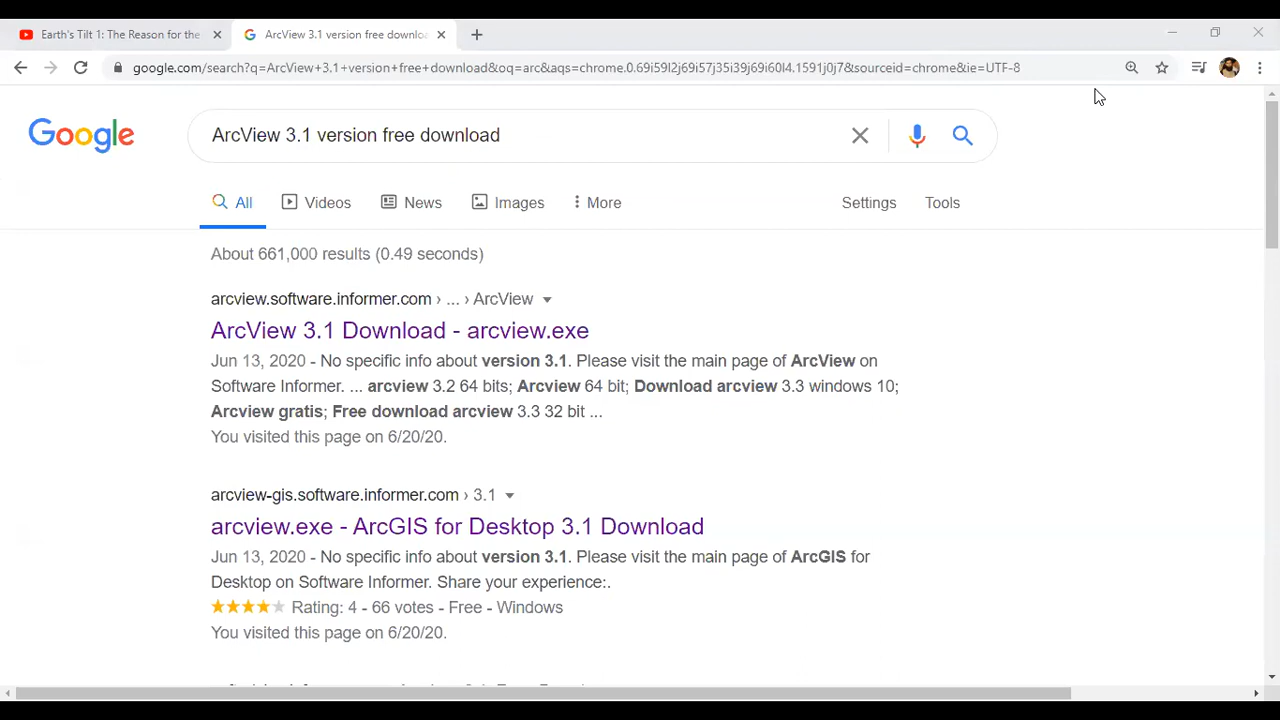 Earth's Tilt 1: The Reason for the
ArcView 3.1 version free downlo
google.com/search?q=ArcView+3.1+version+free+download&oq=arc&aqs=chrome.0.69i59l2j69i57j35i39j69i60l4.1591j0j7&sourceid=chrome&ie=UTF-8
Google
ArcView 3.1 version free download
All
Videos
News
Images
More
Settings
Tools
About 661,000 results (0.49 seconds)
arcview.software.informer.com › ... › ArcView
ArcView 3.1 Download - arcview.exe
Jun 13, 2020 - No specific info about version 3.1. Please visit the main page of ArcView on
Software Informer. ... arcview 3.2 64 bits; Arcview 64 bit; Download arcview 3.3 windows 10;
Arcview gratis; Free download arcview 3.3 32 bit ...
You visited this page on 6/20/20.
arcview-gis.software.informer.com › 3.1
arcview.exe - ArcGIS for Desktop 3.1 Download
Jun 13, 2020 - No specific info about version 3.1. Please visit the main page of ArcGIS for
Desktop on Software Informer. Share your experience:.
Rating: 4 - 66 votes - Free - Windows
You visited this page on 6/20/20.